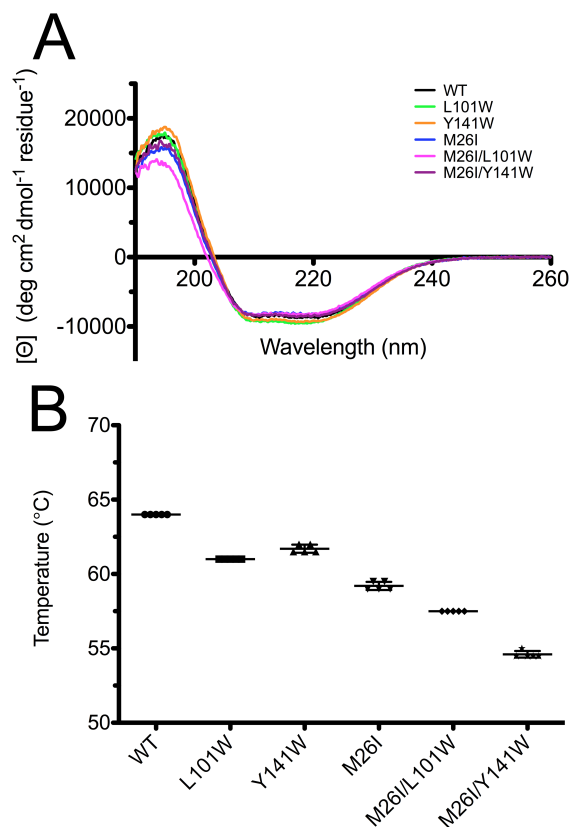 A
[Θ] (deg cm2 dmol-1 residue-1)
20000
10000
0
-10000
200
220
240
260
Wavelength (nm)
WT
L101W
Y141W
M26I
M26I/L101W
M26I/Y141W
B
Temperature (°C)
70
65
60
55
50
WT
L101W
Y141W
M26I
M26I/L101W
M26I/Y141W